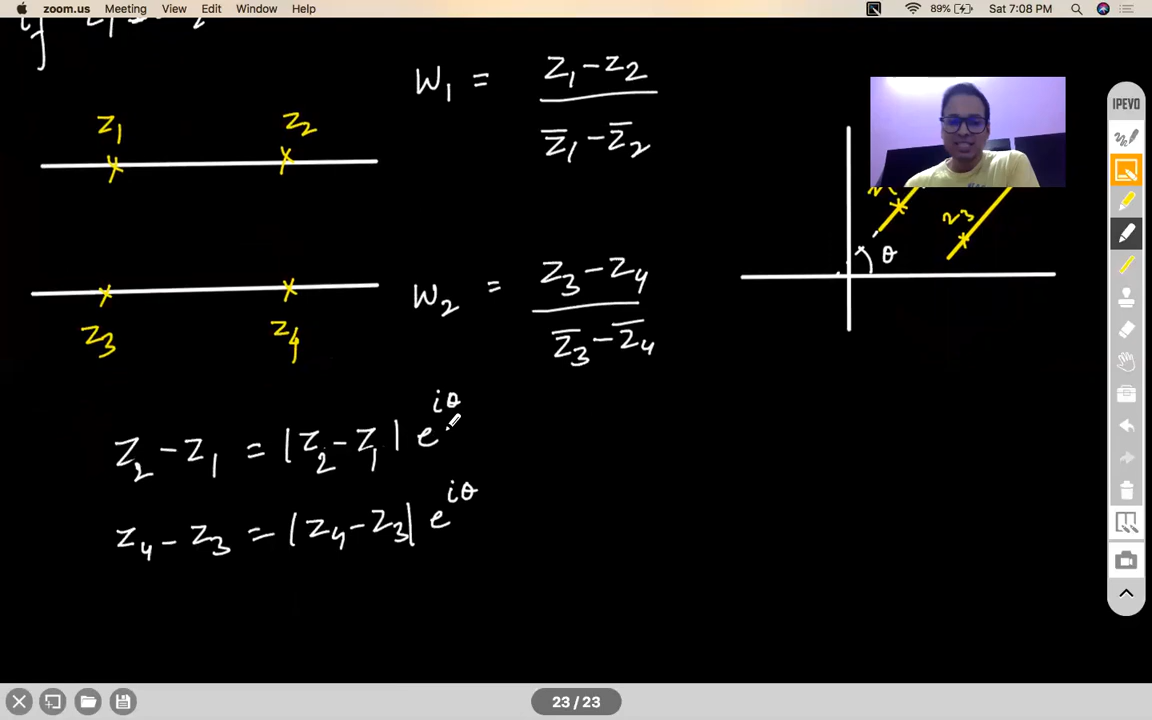 zoom.us Meeting View Edit Window Help 89% Sat 7:08 PM
if
W₁ = z₁ - z₂ / z̅₁ - z̅₂
z₁ z₂
IPEVO
z₃
θ
W₂ = z₃ - z₄ / z̅₃ - z̅₄
z₃ z₄
z₂ - z₁ = |z₂ - z₁| e^{iθ}
z₄ - z₃ = |z₄ - z₃| e^{iθ}
23 / 23